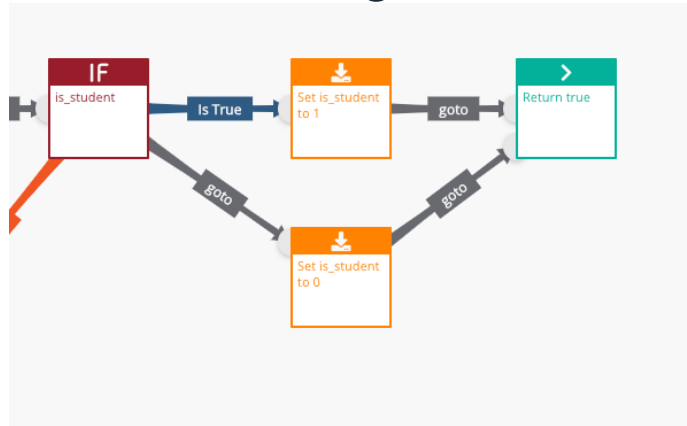 IF
is_student
Is True
Set is_student
to 1
goto
Return true
goto
goto
Set is_student
to 0